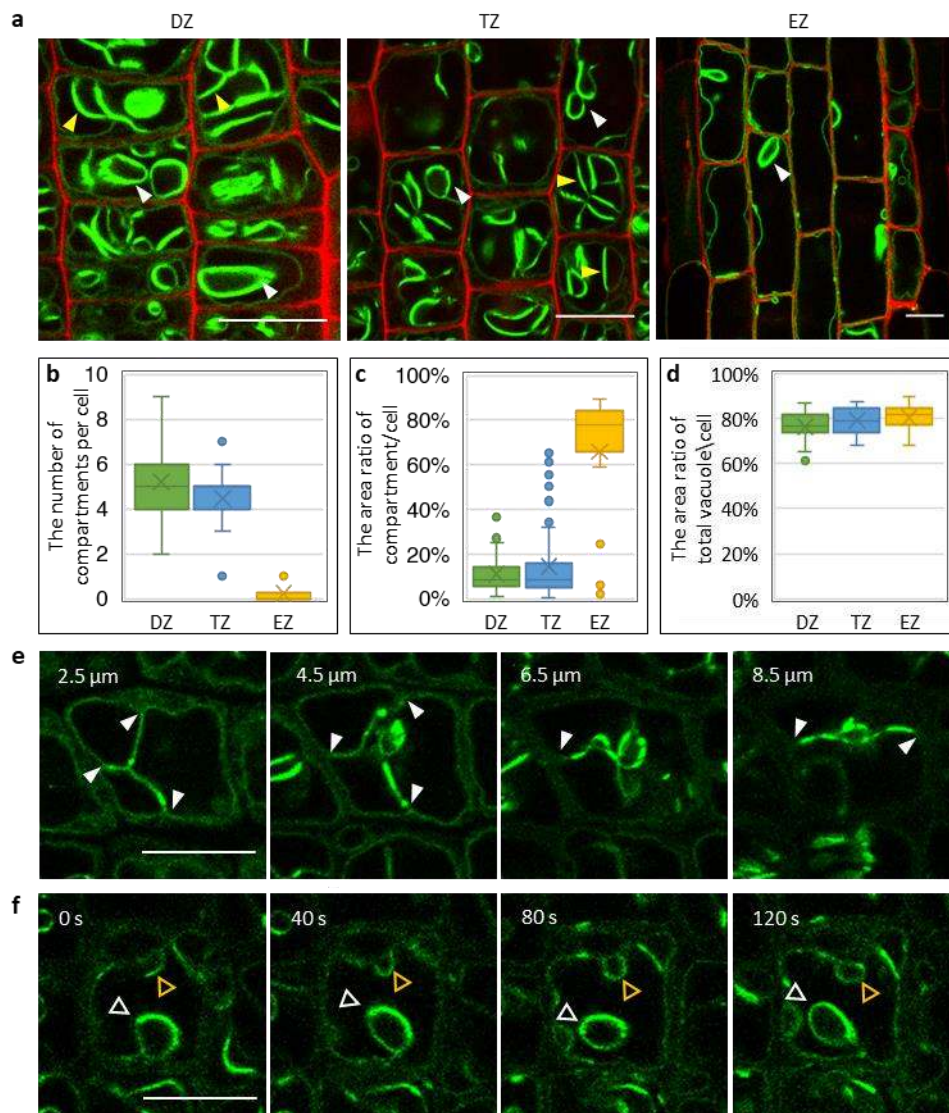 a
DZ
TZ
EZ
b
The number of
compartments per cell
10
8
6
4
2
0
DZ
TZ
EZ
c
The area ratio of
compartment/cell
100%
80%
60%
40%
20%
0%
DZ
TZ
EZ
d
The area ratio of
total vacuole\cell
100%
80%
60%
40%
20%
0%
DZ
TZ
EZ
e
2.5 μm
4.5 μm
6.5 μm
8.5 μm
f
0 s
40 s
80 s
120 s